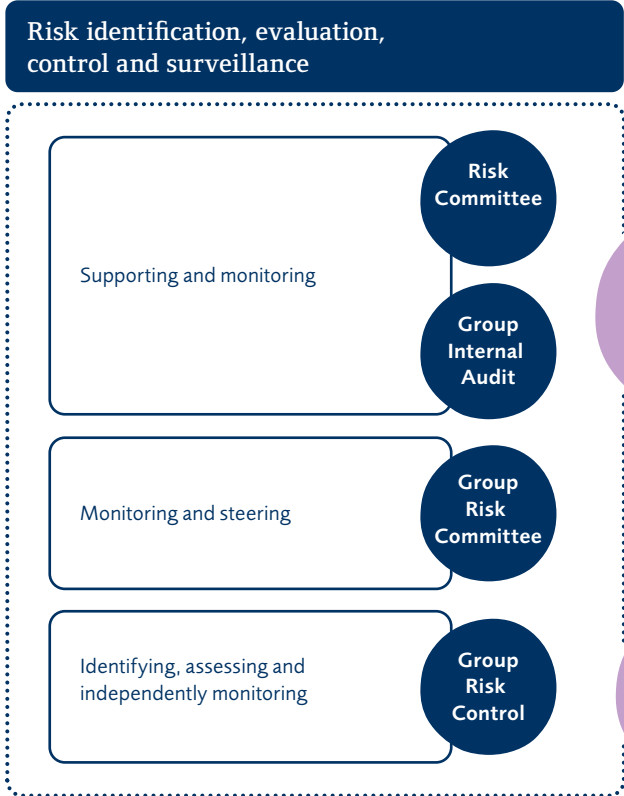 Risk identification, evaluation,
control and surveillance
Supporting and monitoring
Risk
Committee
Group
Internal
Audit
Monitoring and steering
Group
Risk
Committee
Identifying, assessing and
independently monitoring
Group
Risk
Control